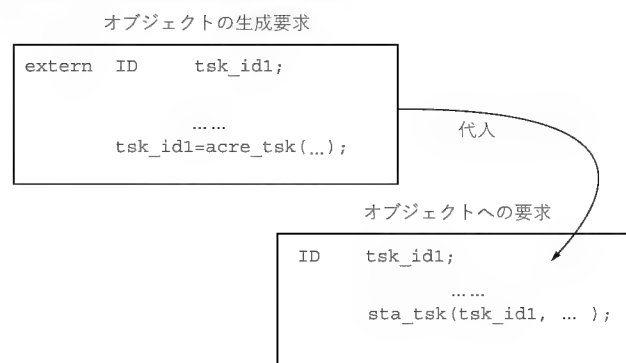 オブジェクトの生成要求
extern ID tsk_id1;
……
tsk_id1=acre_tsk(…);
代入
オブジェクトへの要求
ID tsk_id1;
……
sta_tsk(tsk_id1, … );